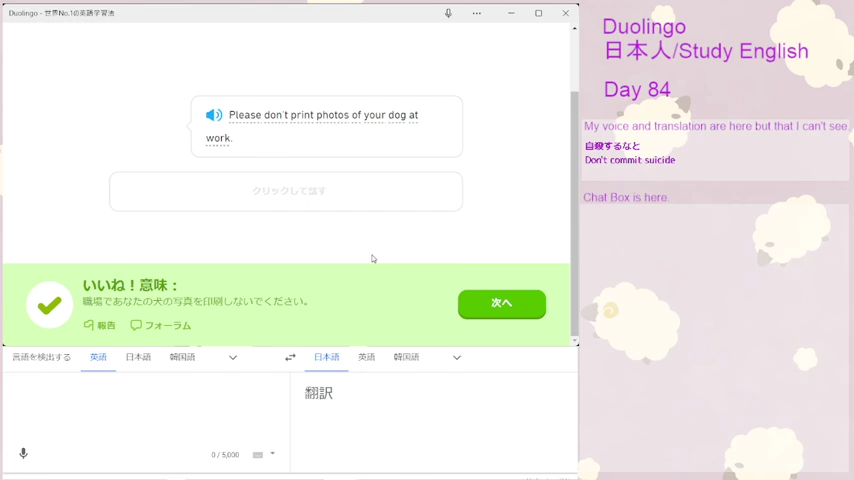 Duolingo - 世界No.1の英語学習法
Please don't print photos of your dog at
work.
クリックして話す
いいね！意味：
職場であなたの犬の写真を印刷しないでください。
報告
フォーラム
次へ
言語を検出する 英語 日本語 韓国語
日本語 英語 韓国語
翻訳
0 / 5,000
Duolingo
日本人/Study English
Day 84
My voice and translation are here but that I can't see.
自殺するなと
Don't commit suicide
Chat Box is here.